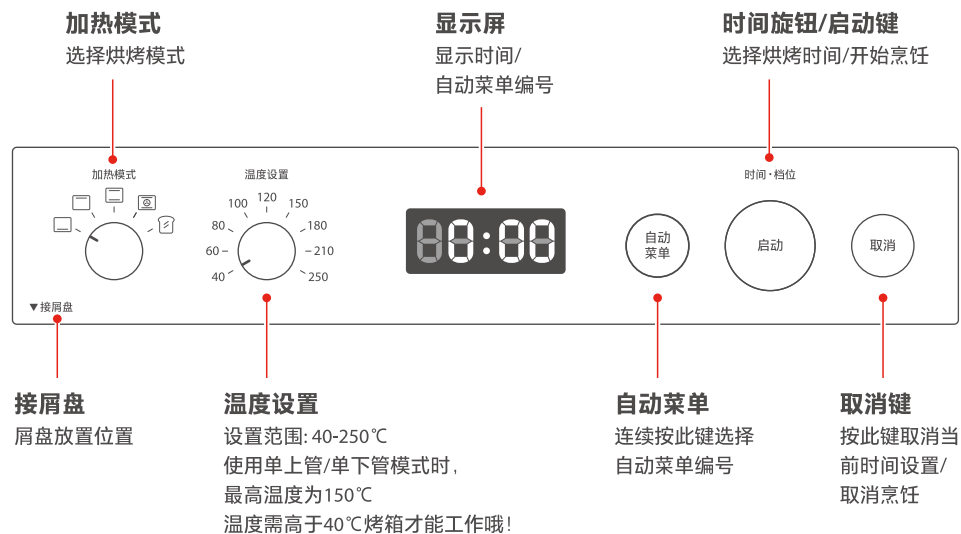 加热模式
选择烘烤模式
显示屏
显示时间/
自动菜单编号
时间旋钮/启动键
选择烘烤时间/开始烹饪
加热模式
温度设置
40
60
80
100
120
150
180
210
250
0:00
时间·档位
自动
菜单
启动
取消
▼接屑盘
接屑盘
屑盘放置位置
温度设置
设置范围: 40-250℃
使用单上管/单下管模式时,
最高温度为150℃
温度需高于40℃烤箱才能工作哦!
自动菜单
连续按此键选择
自动菜单编号
取消键
按此键取消当
前时间设置/
取消烹饪